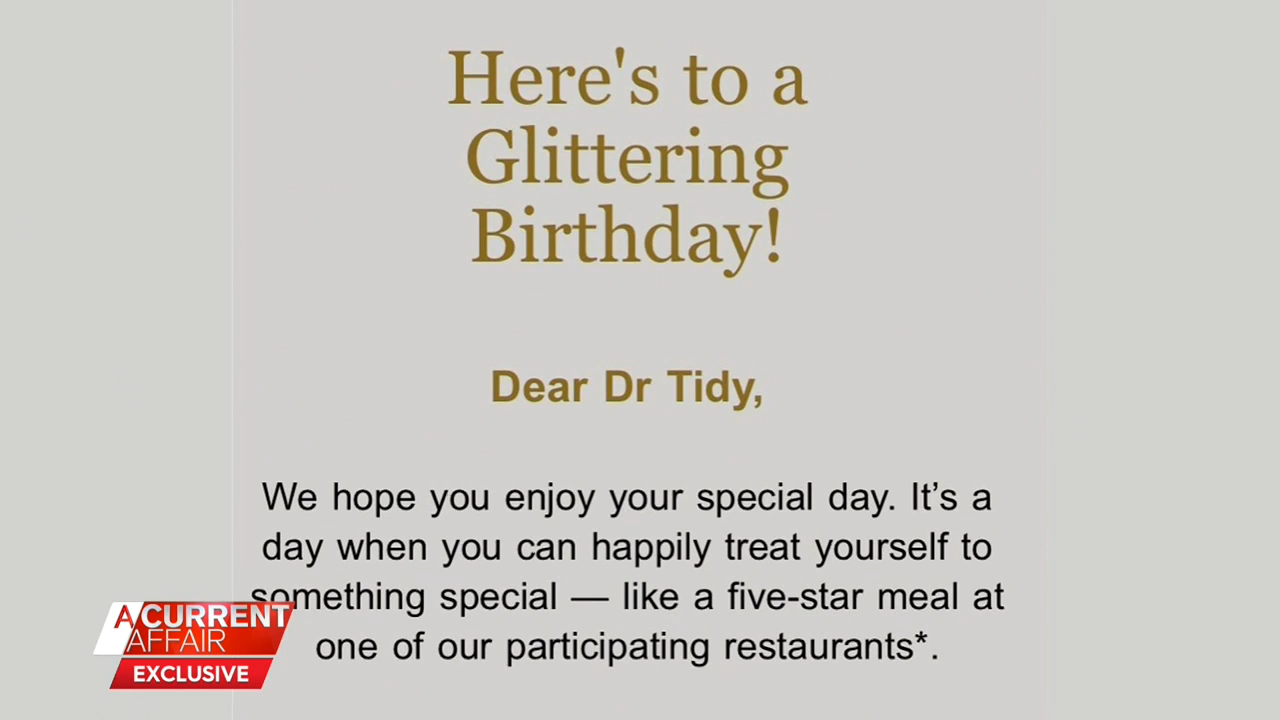 Here's to a
Glittering
Birthday!
Dear Dr Tidy,
We hope you enjoy your special day. It’s a
day when you can happily treat yourself to
something special — like a five-star meal at
one of our participating restaurants*.
A CURRENT
AFFAIR
EXCLUSIVE